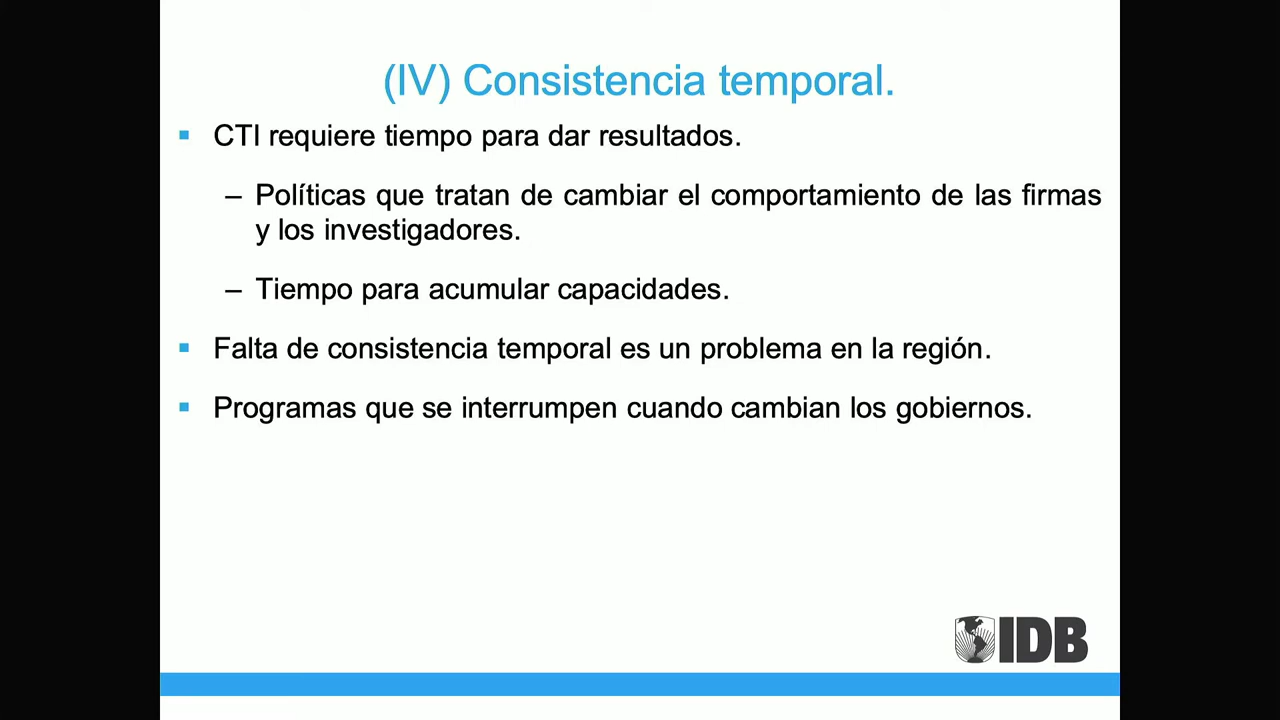 (IV) Consistencia temporal.
CTI requiere tiempo para dar resultados.
– Políticas que tratan de cambiar el comportamiento de las firmas
y los investigadores.
– Tiempo para acumular capacidades.
Falta de consistencia temporal es un problema en la región.
Programas que se interrumpen cuando cambian los gobiernos.
IDB